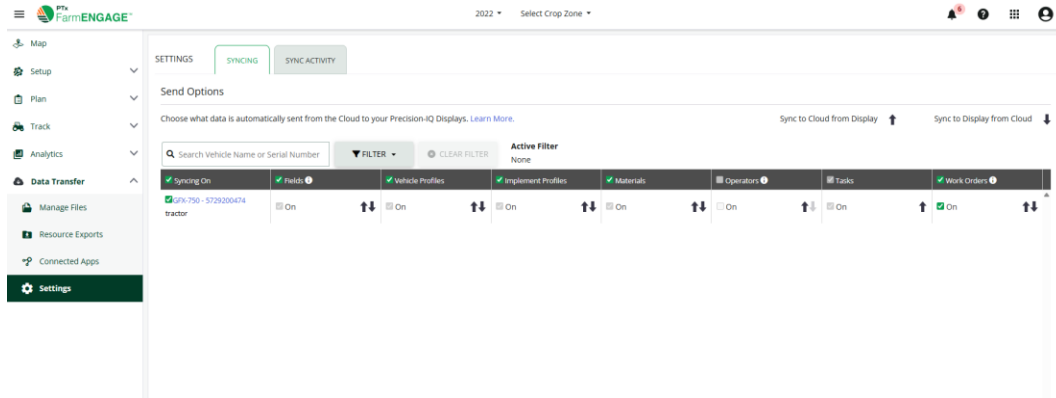 PTx
FarmENGAGE™
2022
Select Crop Zone
6
Map
Setup
Plan
Track
Analytics
Data Transfer
Manage Files
Resource Exports
Connected Apps
Settings
SETTINGS
SYNCING
SYNC ACTIVITY
Send Options
Choose what data is automatically sent from the Cloud to your Precision-IQ Displays. Learn More.
Sync to Cloud from Display
Sync to Display from Cloud
Search Vehicle Name or Serial Number
FILTER
CLEAR FILTER
Active Filter
None
Syncing On
Fields
Vehicle Profiles
Implement Profiles
Materials
Operators
Tasks
Work Orders
GFX-750 - 5729200474
tractor
On
On
On
On
On
On
On